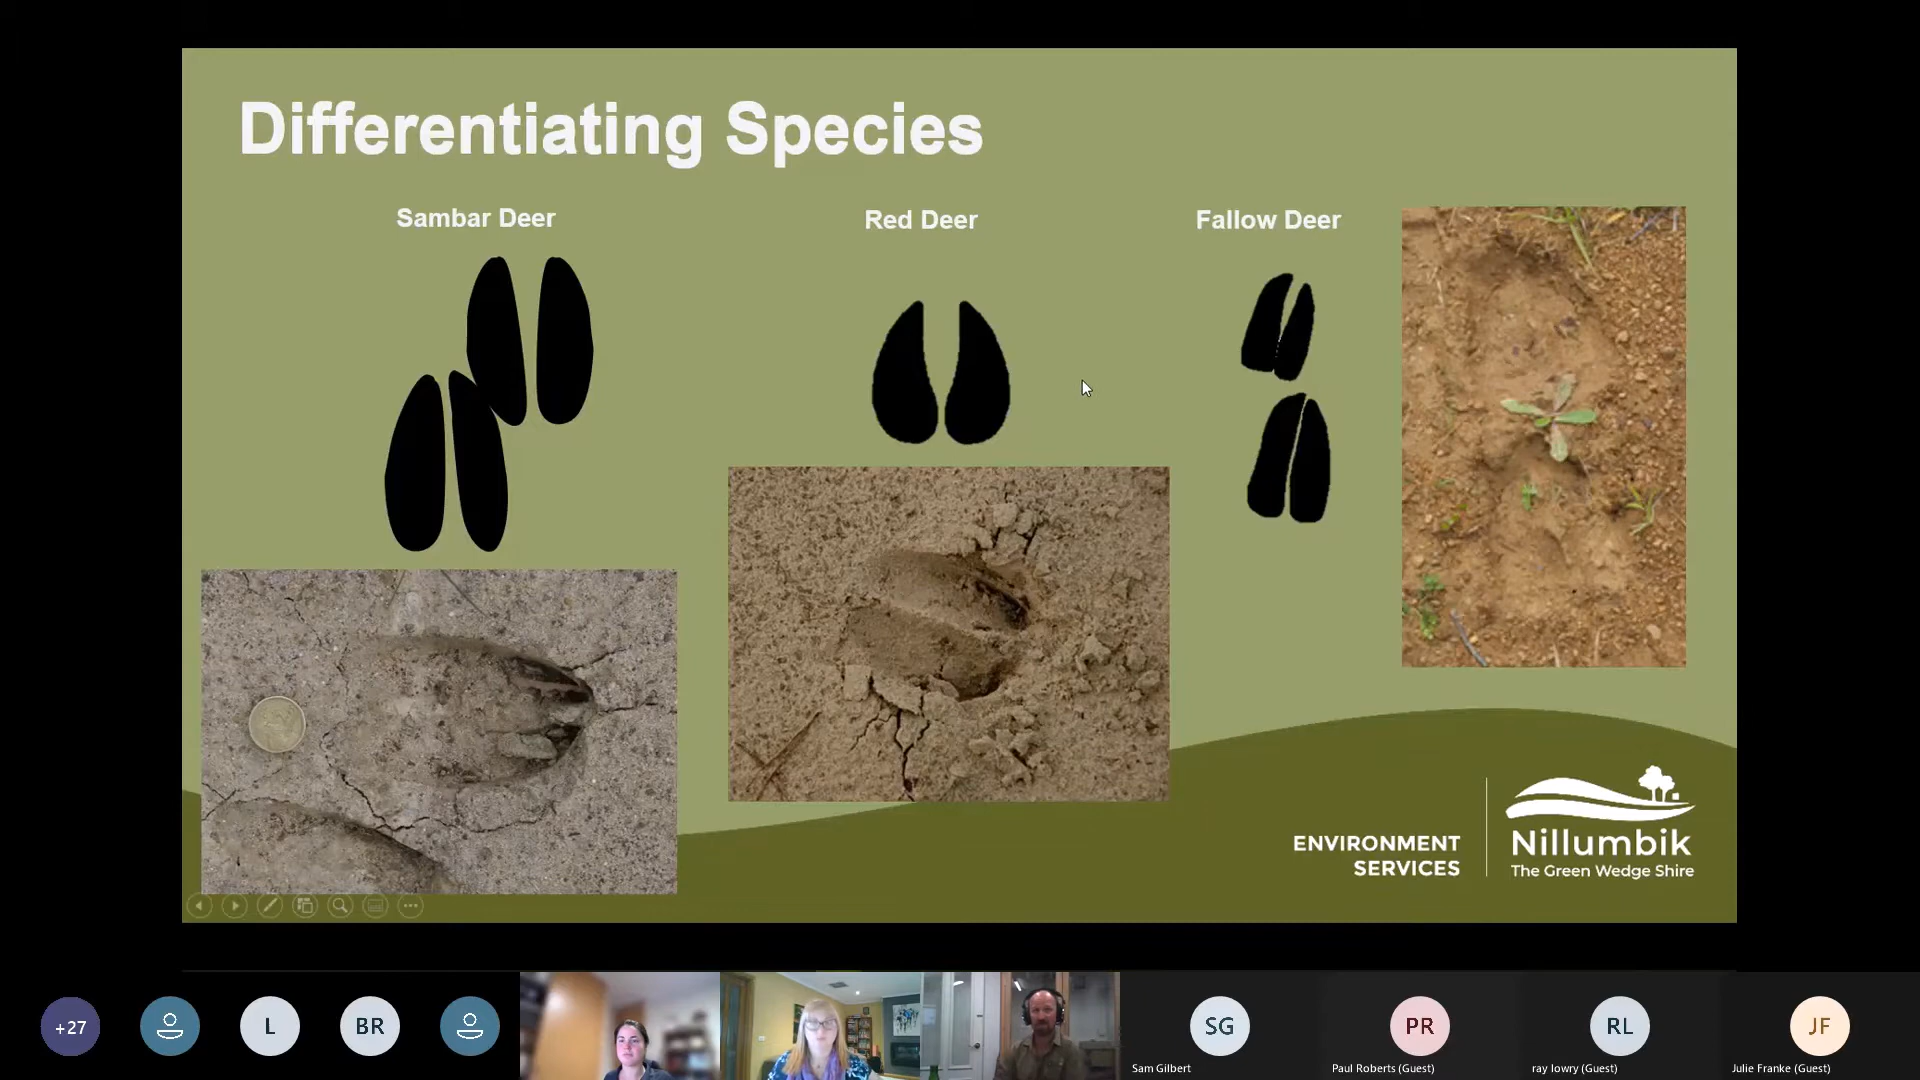 Differentiating Species
Sambar Deer
Red Deer
Fallow Deer
ENVIRONMENT
SERVICES
Nillumbik
The Green Wedge Shire
+27
L
BR
SG
PR
RL
JF
Sam Gilbert
Paul Roberts (Guest)
ray lowry (Guest)
Julie Franke (Guest)